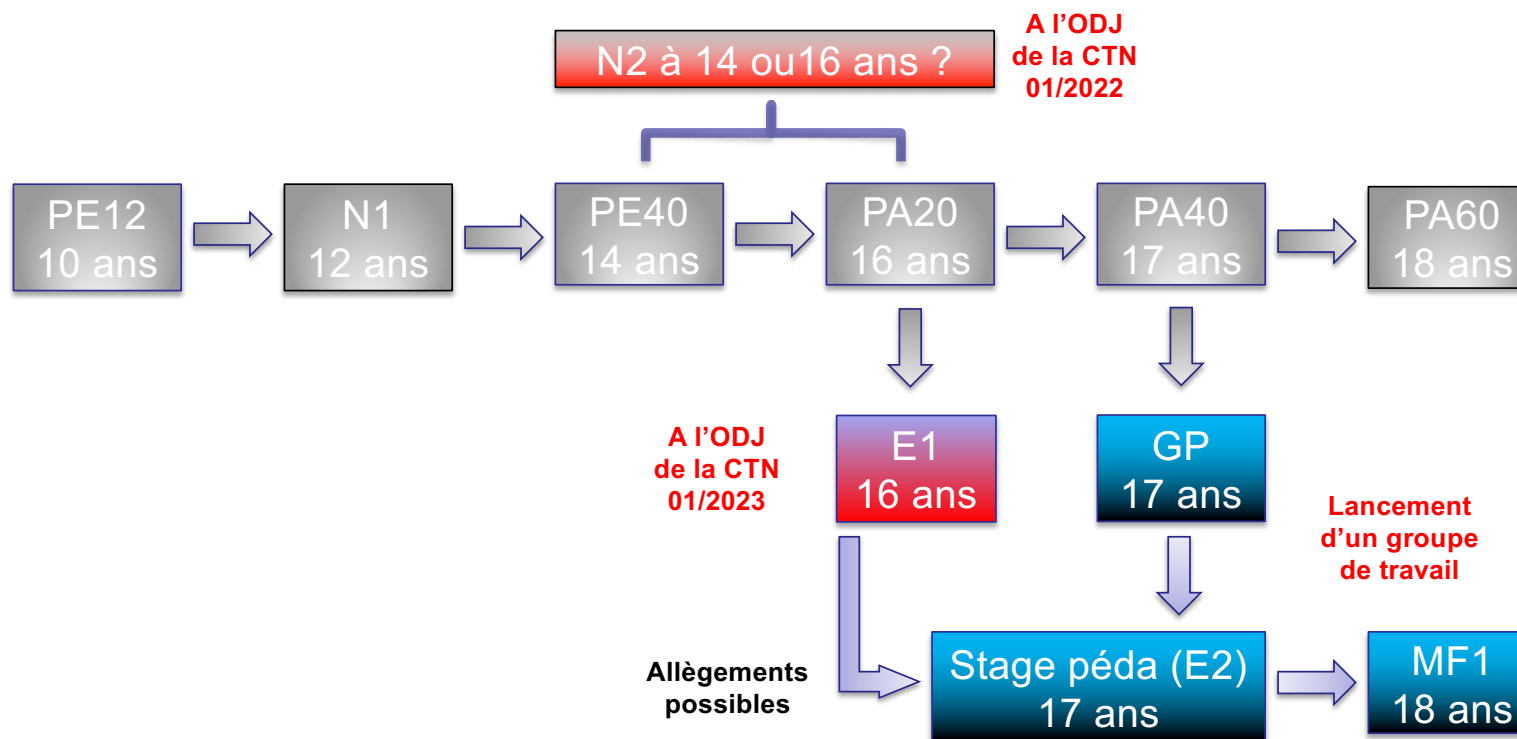 N2 à 14 ou16 ans ?
A l’ODJ
de la CTN
01/2022
PE12
10 ans
N1
12 ans
PE40
14 ans
PA20
16 ans
PA40
17 ans
PA60
18 ans
A l’ODJ
de la CTN
01/2023
E1
16 ans
GP
17 ans
Lancement
d’un groupe
de travail
Allègements
possibles
Stage péda (E2)
17 ans
MF1
18 ans